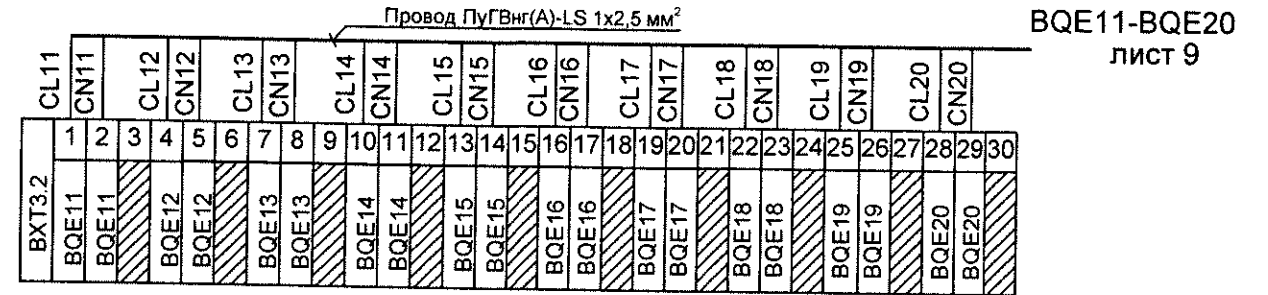 Провод ПуГВнг(А)-LS 1x2,5 мм²
BQE11-BQE20
лист 9
CL11 CN11 CL12 CN12 CL13 CN13 CL14 CN14 CL15 CN15 CL16 CN16 CL17 CN17 CL18 CN18 CL19 CN19 CL20 CN20
1 2 3 4 5 6 7 8 9 10 11 12 13 14 15 16 17 18 19 20 21 22 23 24 25 26 27 28 29 30
BXT3.2 BQE11 BQE11 BQE12 BQE12 BQE13 BQE13 BQE14 BQE14 BQE15 BQE15 BQE16 BQE16 BQE17 BQE17 BQE18 BQE18 BQE19 BQE19 BQE20 BQE20